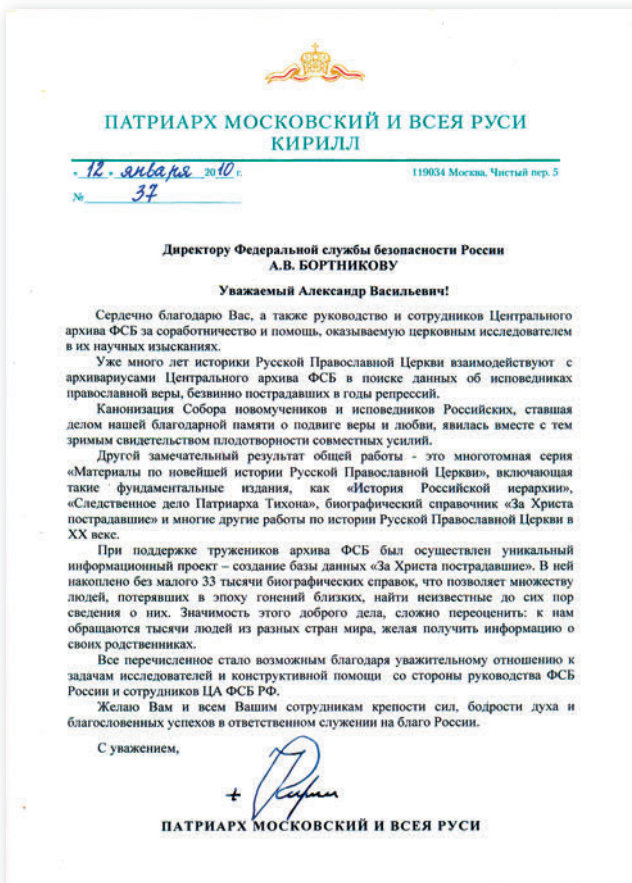 ПАТРИАРХ МОСКОВСКИЙ И ВСЕЯ РУСИ
КИРИЛЛ
« 12 » января 2010 г.
119034 Москва, Чистый пер. 5
№ 37
Директору Федеральной службы безопасности России
А.В. БОРТНИКОВУ
Уважаемый Александр Васильевич!
Сердечно благодарю Вас, а также руководство и сотрудников Центрального
архива ФСБ за соработничество и помощь, оказываемую церковным исследователем
в их научных изысканиях.
Уже много лет историки Русской Православной Церкви взаимодействуют с
архивариусами Центрального архива ФСБ в поиске данных об исповедниках
православной веры, безвинно пострадавших в годы репрессий.
Канонизация Собора новомучеников и исповедников Российских, ставшая
делом нашей благодарной памяти о подвиге веры и любви, явилась вместе с тем
зримым свидетельством плодотворности совместных усилий.
Другой замечательный результат общей работы - это многотомная серия
«Материалы по новейшей истории Русской Православной Церкви», включающая
такие фундаментальные издания, как «История Российской иерархии»,
«Следственное дело Патриарха Тихона», биографический справочник «За Христа
пострадавшие» и многие другие работы по истории Русской Православной Церкви в
XX веке.
При поддержке тружеников архива ФСБ был осуществлен уникальный
информационный проект – создание базы данных «За Христа пострадавшие». В ней
накоплено без малого 33 тысячи биографических справок, что позволяет множеству
людей, потерявших в эпоху гонений близких, найти неизвестные до сих пор
сведения о них. Значимость этого доброго дела, сложно переоценить: к нам
обращаются тысячи людей из разных стран мира, желая получить информацию о
своих родственниках.
Все перечисленное стало возможным благодаря уважительному отношению к
задачам исследователей и конструктивной помощи со стороны руководства ФСБ
России и сотрудников ЦА ФСБ РФ.
Желаю Вам и всем Вашим сотрудникам крепости сил, бодрости духа и
благословенных успехов в ответственном служении на благо России.
С уважением,
+ Кирилл
ПАТРИАРХ МОСКОВСКИЙ И ВСЕЯ РУСИ